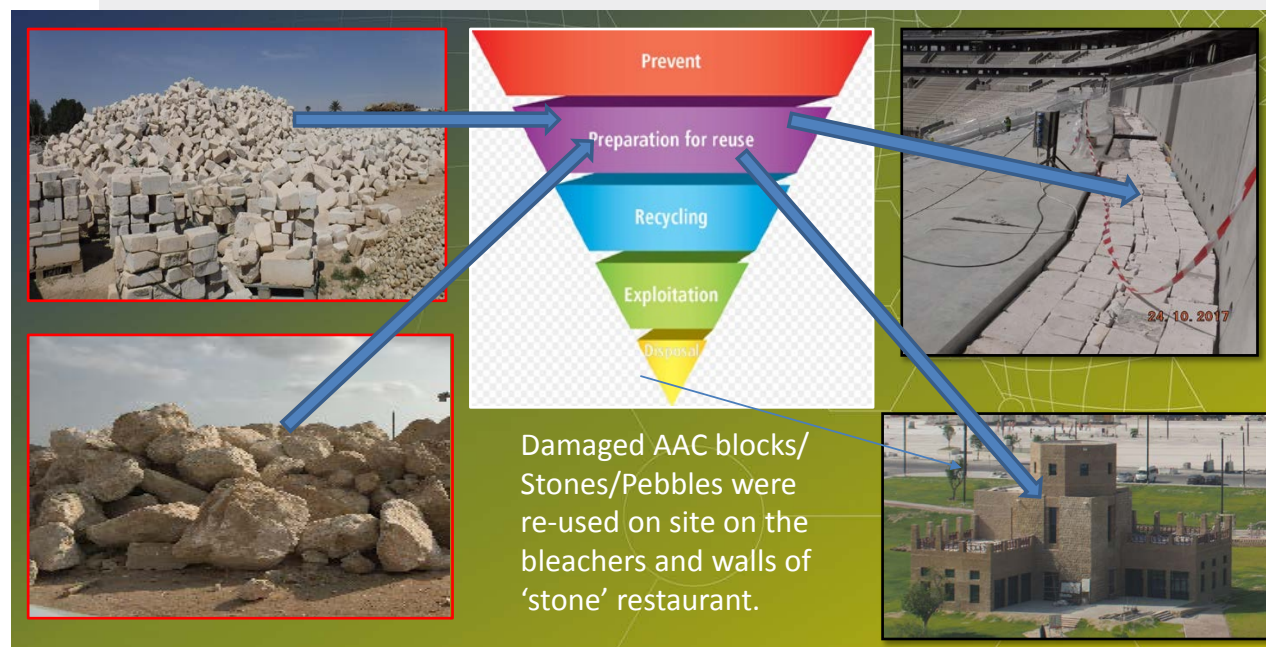 Prevent
Preparation for reuse
Recycling
Exploitation
Disposal
24.10.2017
Damaged AAC blocks/
Stones/Pebbles were
re-used on site on the
bleachers and walls of
‘stone’ restaurant.